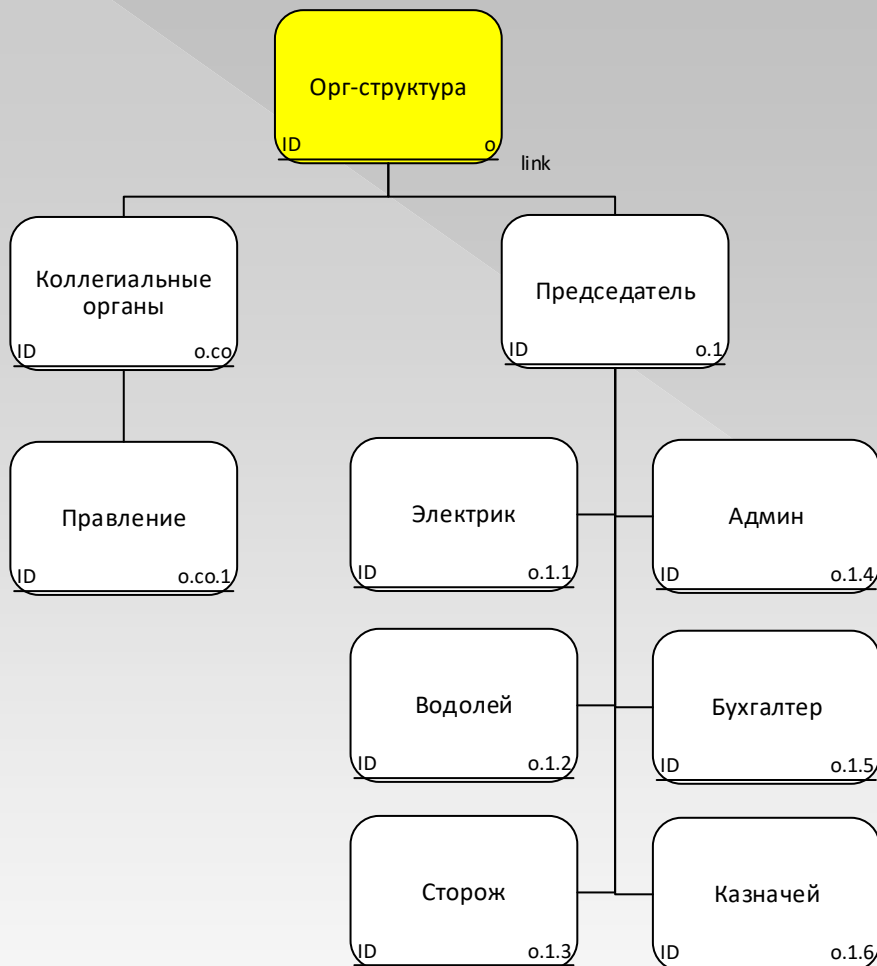 Орг-структура
ID o
link
Коллегиальные
органы
ID o.co
Председатель
ID o.1
Правление
ID o.co.1
Электрик
ID o.1.1
Админ
ID o.1.4
Водолей
ID o.1.2
Бухгалтер
ID o.1.5
Сторож
ID o.1.3
Казначей
ID o.1.6